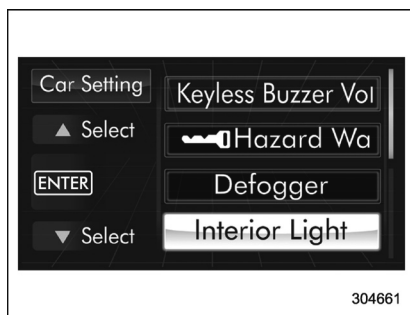 Car Setting
Keyless Buzzer Vol
▲ Select
Hazard Wa
ENTER
Defogger
▼ Select
Interior Light
304661